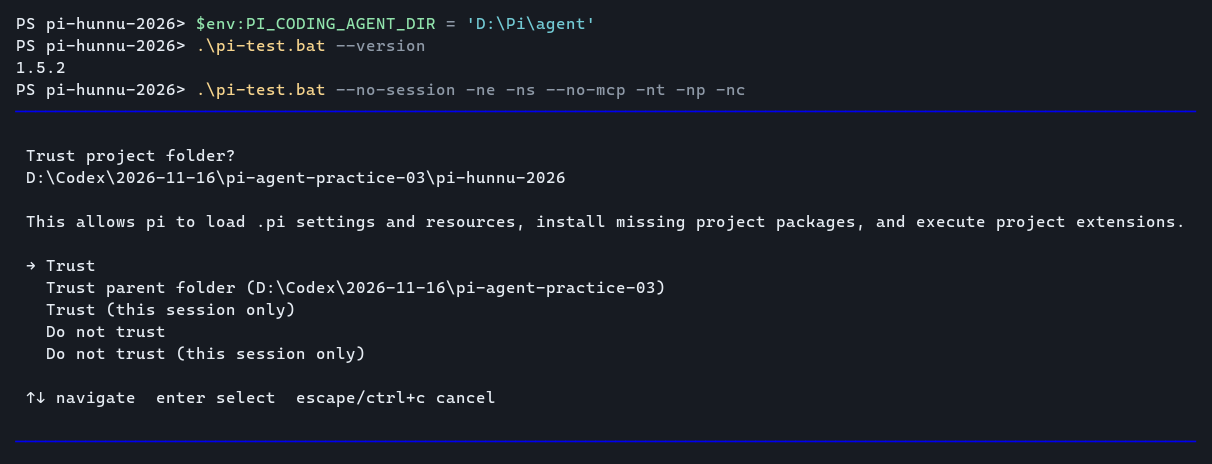 PS pi-hunnu-2026> $env:PI_CODING_AGENT_DIR = 'D:\Pi\agent'
PS pi-hunnu-2026> .\pi-test.bat --version
1.5.2
PS pi-hunnu-2026> .\pi-test.bat --no-session -ne -ns --no-mcp -nt -np -nc
Trust project folder?
D:\Codex\2026-11-16\pi-agent-practice-03\pi-hunnu-2026
This allows pi to load .pi settings and resources, install missing project packages, and execute project extensions.
→ Trust
Trust parent folder (D:\Codex\2026-11-16\pi-agent-practice-03)
Trust (this session only)
Do not trust
Do not trust (this session only)
↑↓ navigate  enter select  escape/ctrl+c cancel